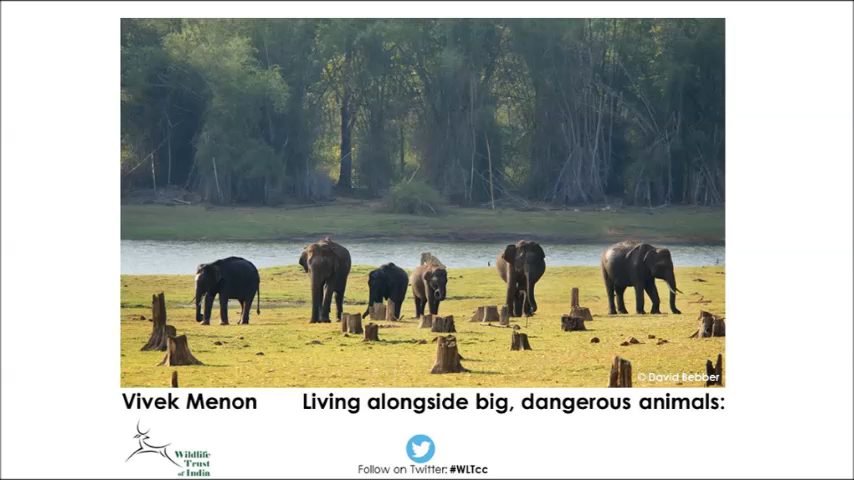 © David Bebber
Vivek Menon
Living alongside big, dangerous animals:
Wildlife
Trust
of India
Follow on Twitter: #WLTcc